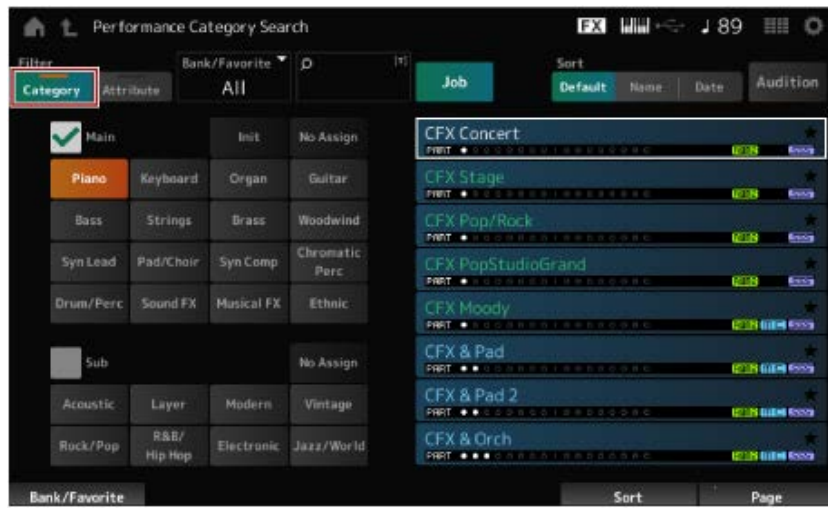 Performance Category Search FX 89
Filter
Category Attribute
Bank/Favorite
All
Job
Sort
Default Name Date
Audition
Main Init No Assign
Piano Keyboard Organ Guitar
Bass Strings Brass Woodwind
Syn Lead Pad/Choir Syn Comp Chromatic Perc
Drum/Perc Sound FX Musical FX Ethnic
Sub No Assign
Acoustic Layer Modern Vintage
Rock/Pop R&B/ Hip Hop Electronic Jazz/World
CFX Concert
PART
CFX Stage
PART
CFX Pop/Rock
PART
CFX PopStudioGrand
PART
CFX Moody
PART
CFX & Pad
PART
CFX & Pad 2
PART
CFX & Orch
PART
Bank/Favorite Sort Page